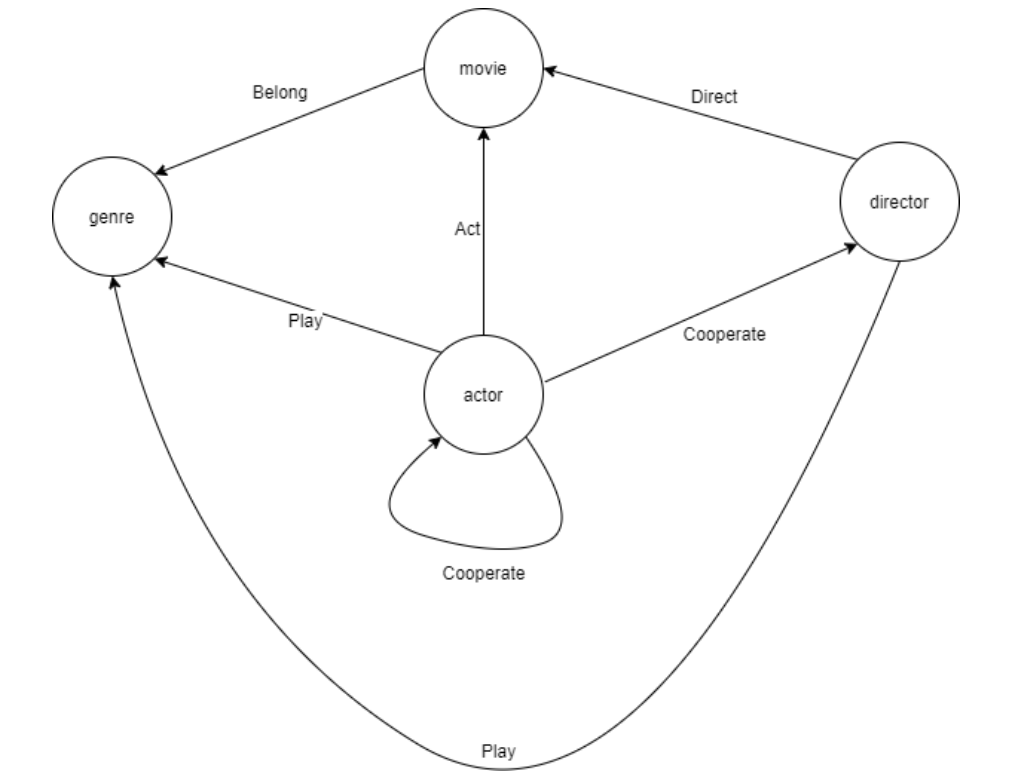 movie
Belong
Direct
director
genre
Act
Play
Cooperate
actor
Cooperate
Play